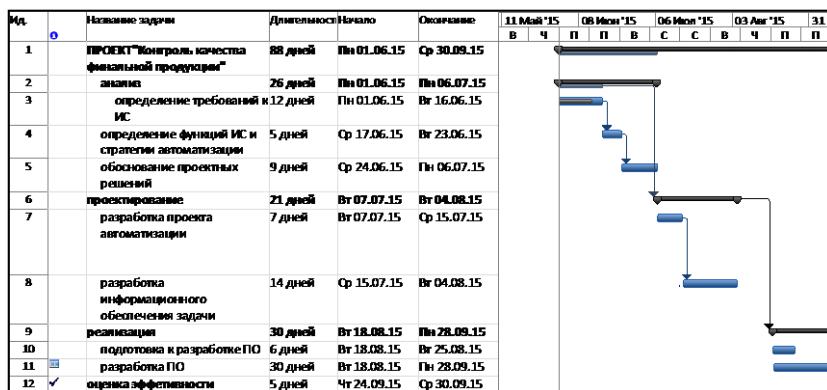 Ид. Название задачи Длительност Начало Окончание 11 Май '15 08 Июн '15 06 Июл '15 03 Авг '15 31
В Ч П П В С С В Ч П П
1 ПРОЕКТ"Контроль качества 88 дней Пн 01.06.15 Ср 30.09.15
финальной продукции"
2 анализ 26 дней Пн 01.06.15 Пн 06.07.15
3 определение требований к 12 дней Пн 01.06.15 Вт 16.06.15
ИС
4 определение функций ИС и 5 дней Ср 17.06.15 Вт 23.06.15
стратегии автоматизации
5 обоснование проектных 9 дней Ср 24.06.15 Пн 06.07.15
решений
6 проектирование 21 дней Вт 07.07.15 Вт 04.08.15
7 разработка проекта 7 дней Вт 07.07.15 Ср 15.07.15
автоматизации
8 разработка 14 дней Ср 15.07.15 Вт 04.08.15
информационного
обеспечения задачи
9 реализация 30 дней Вт 18.08.15 Пн 28.09.15
10 подготовка к разработке ПО 6 дней Вт 18.08.15 Вт 25.08.15
11 разработка ПО 30 дней Вт 18.08.15 Пн 28.09.15
12 оценка эффетивности 5 дней Чт 24.09.15 Ср 30.09.15